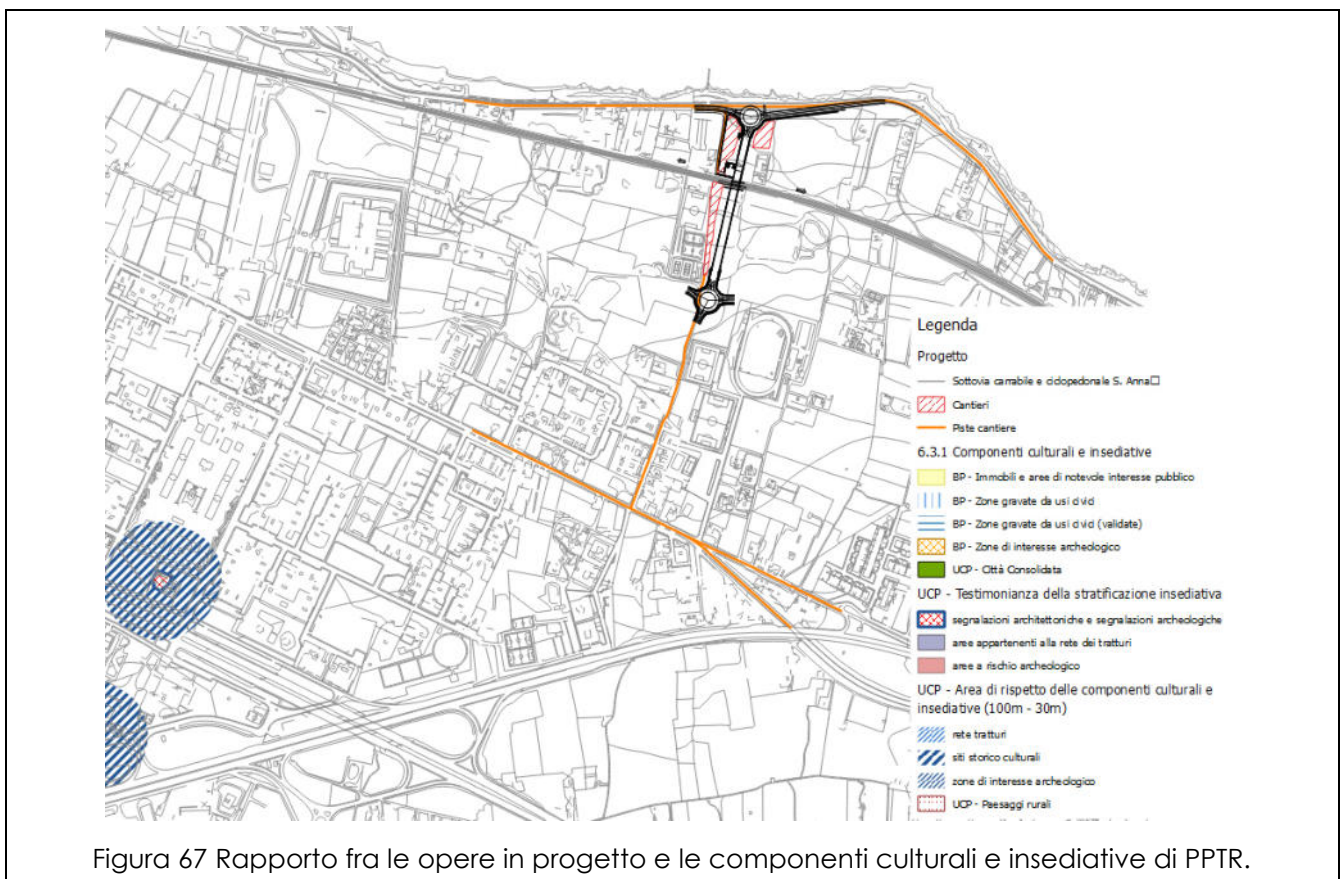 Legenda
Progetto
Sottovia carrabile e ciclopedonale S. Anna□
Cantieri
Piste cantiere
6.3.1 Componenti culturali e insediative
BP - Immobili e aree di notevole interesse pubblico
BP - Zone gravate da usi civici
BP - Zone gravate da usi civici (validate)
BP - Zone di interesse archeologico
UCP - Città Consolidata
UCP - Testimonianza della stratificazione insediativa
segnalazioni architettoniche e segnalazioni archeologiche
aree appartenenti alla rete dei tratturi
aree a rischio archeologico
UCP - Area di rispetto delle componenti culturali e
insediative (100m - 30m)
rete tratturi
siti storico culturali
zone di interesse archeologico
UCP - Paesaggi rurali
Figura 67 Rapporto fra le opere in progetto e le componenti culturali e insediative di PPTR.